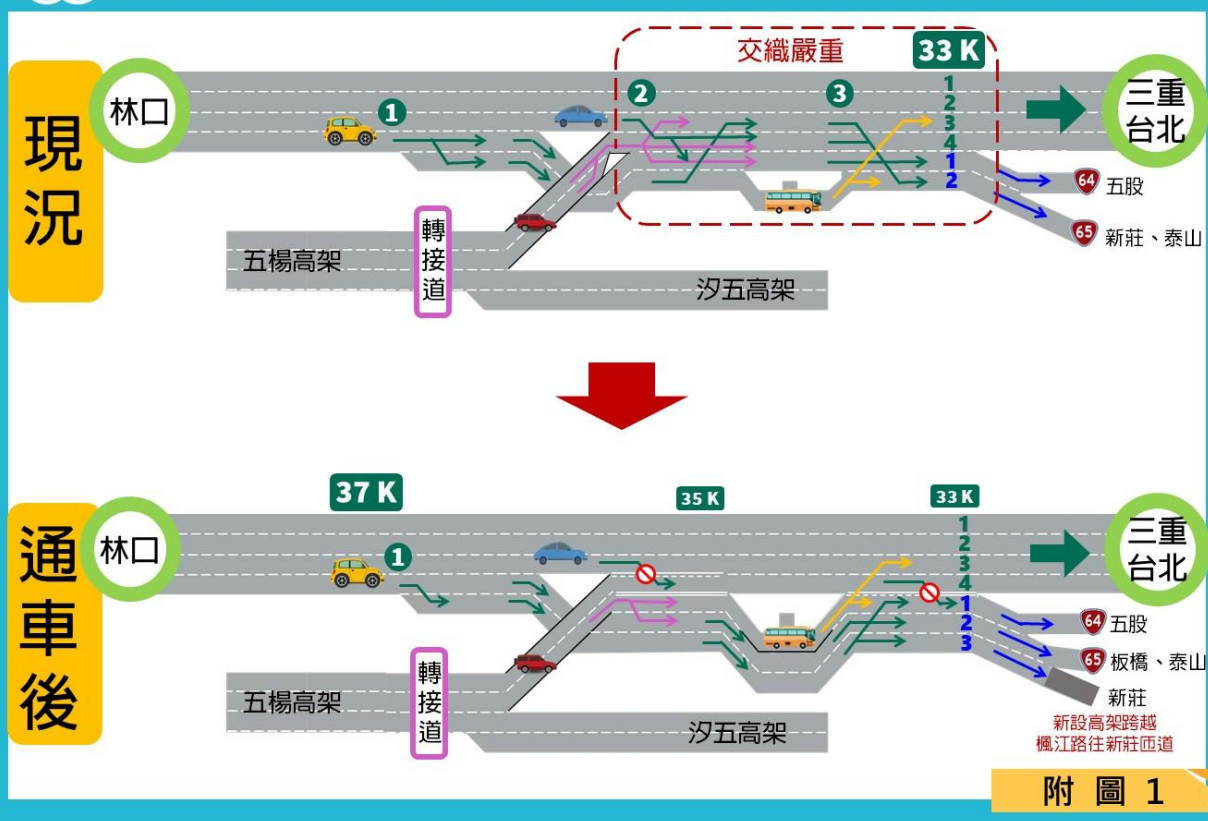 現況
林口
1
2
交織嚴重
3
33 K
1
2
3
4
1
2
三重
台北
64 五股
65 新莊、泰山
轉接道
五楊高架
汐五高架
通車後
林口
37 K
1
35 K
33 K
1
2
3
4
1
2
3
三重
台北
64 五股
65 板橋、泰山
新莊
新設高架跨越
楓江路往新莊匝道
轉接道
五楊高架
汐五高架
附圖1